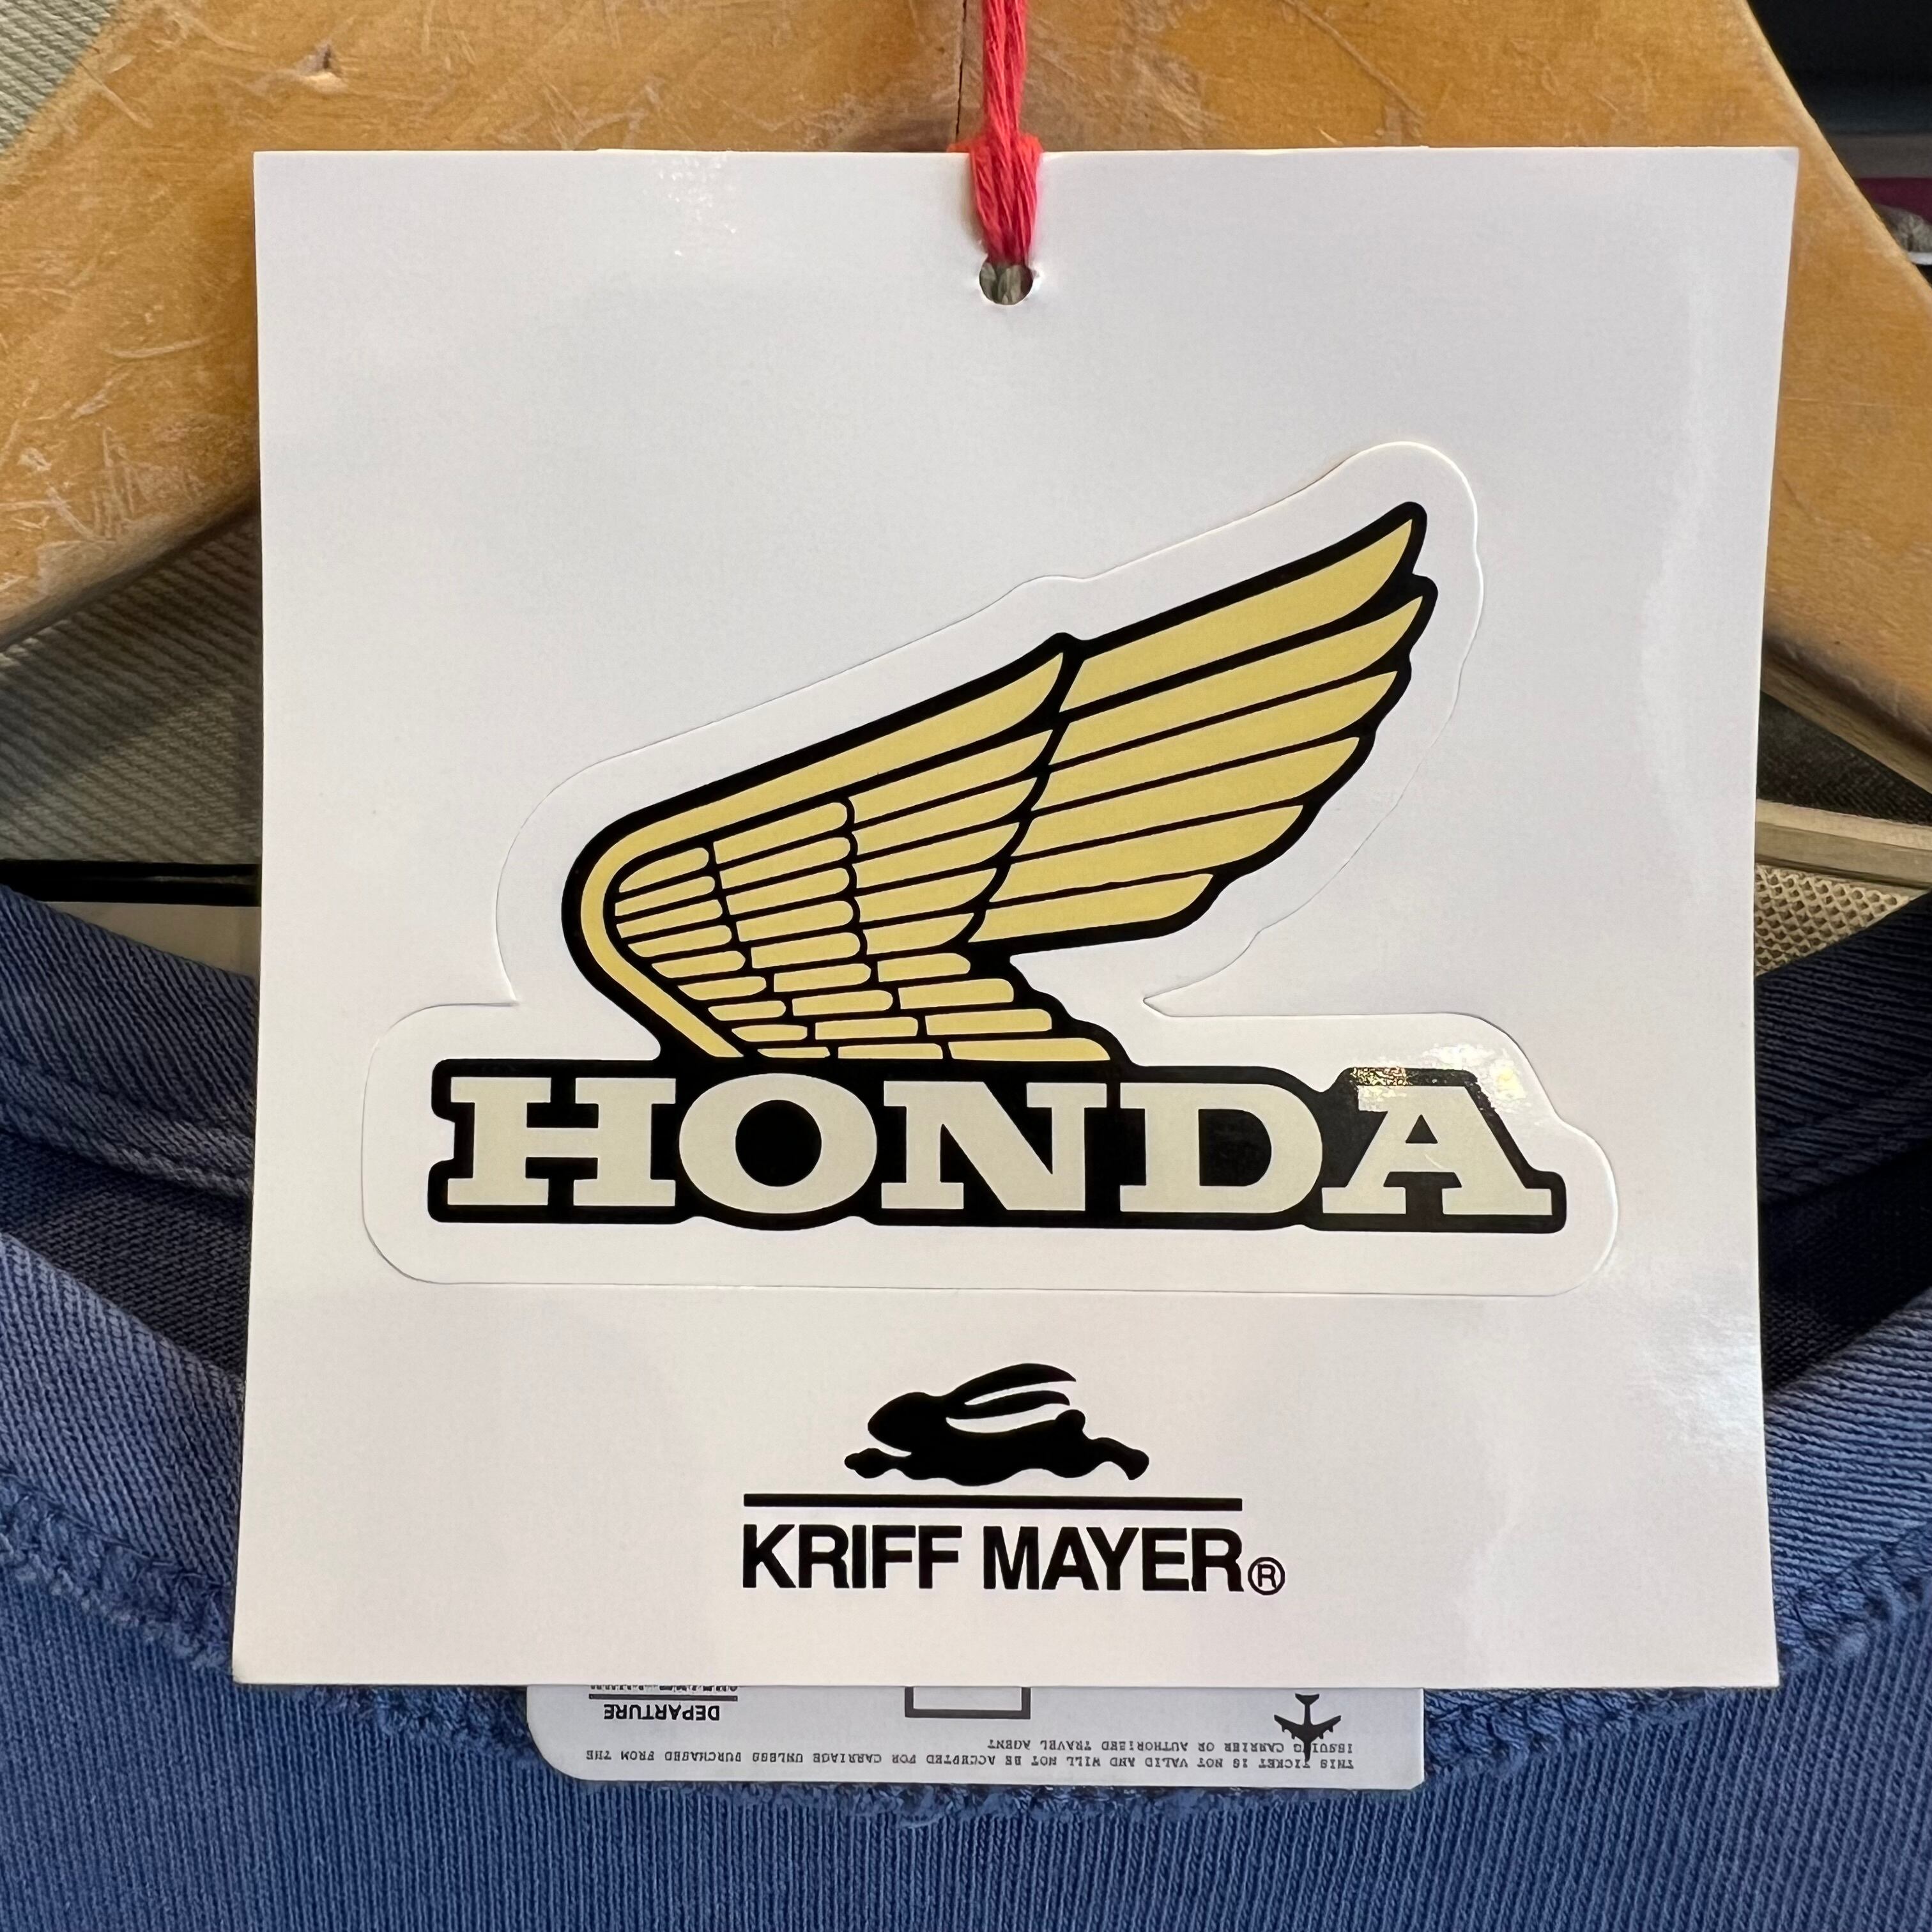 HONDA
KRIFF MAYER®
DEPARTURE
THIS TICKET IS NOT VALID AND WILL NOT BE ACCEPTED FOR CARRIAGE UNLESS PURCHASED FROM THE
ISSUING CARRIER OR AUTHORIZED TRAVEL AGENT